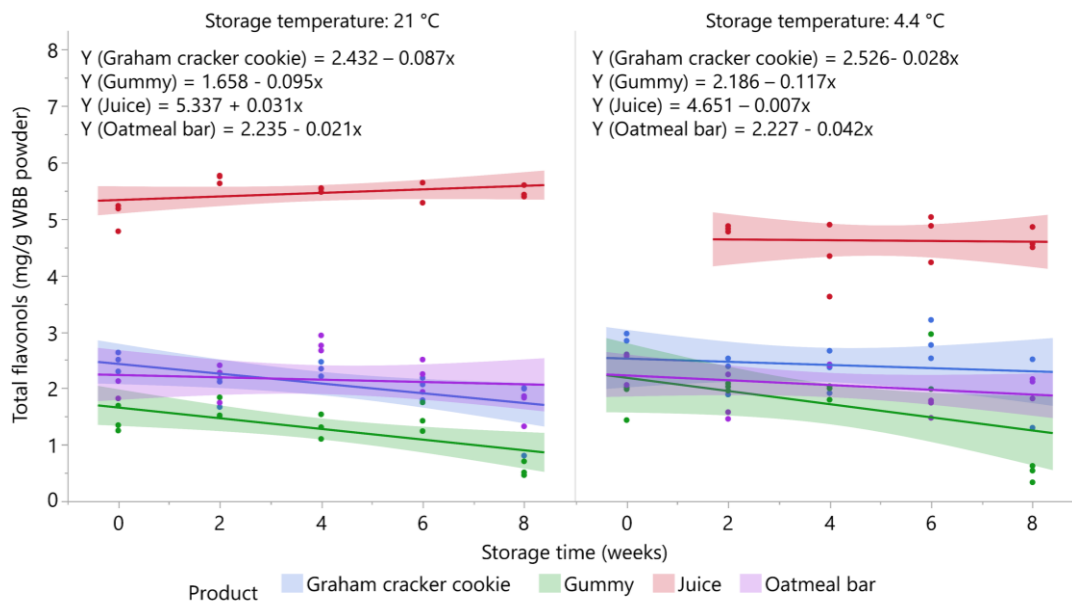 Storage temperature: 21 °C
Storage temperature: 4.4 °C
Y (Graham cracker cookie) = 2.432 – 0.087x
Y (Gummy) = 1.658 - 0.095x
Y (Juice) = 5.337 + 0.031x
Y (Oatmeal bar) = 2.235 - 0.021x
Y (Graham cracker cookie) = 2.526- 0.028x
Y (Gummy) = 2.186 – 0.117x
Y (Juice) = 4.651 – 0.007x
Y (Oatmeal bar) = 2.227 - 0.042x
Total flavonols (mg/g WBB powder)
8
7
6
5
4
3
2
1
0
0 2 4 6 8
0 2 4 6 8
Storage time (weeks)
Product Graham cracker cookie Gummy Juice Oatmeal bar